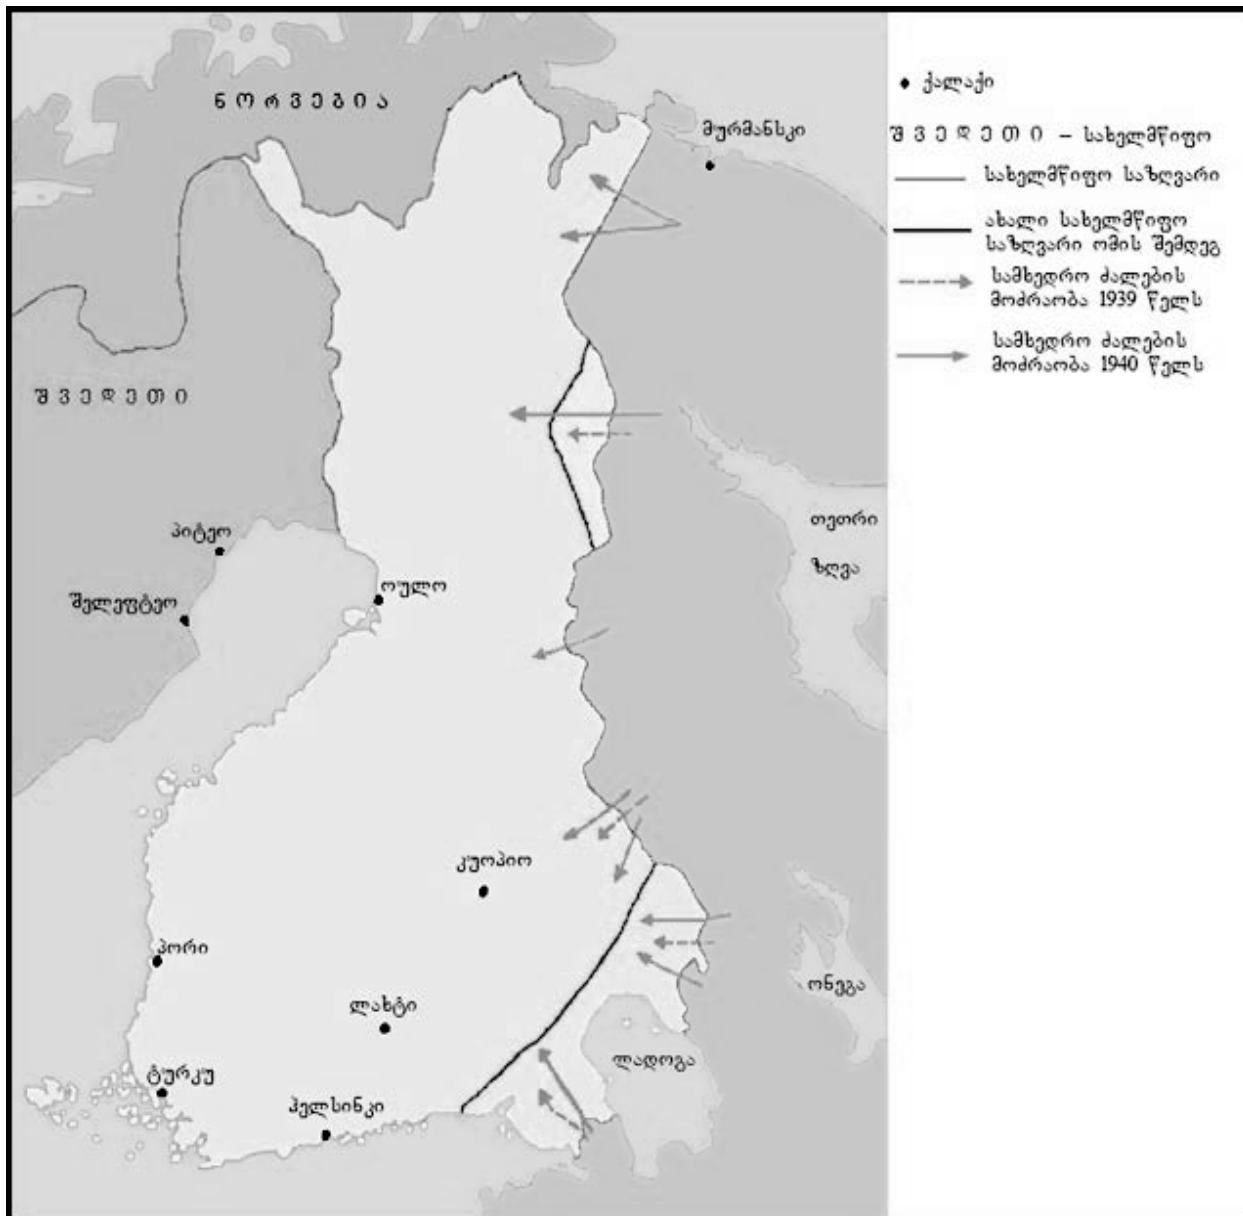 ნორვეგია
მურმანსკი
შვედეთი
პიტეო
შელეფტეო
ოულო
თეთრი
ზღვა
კუოპიო
პორი
ონეგა
ლახტი
ლადოგა
ტურკუ
ჰელსინკი
ქალაქი
შვედეთი – სახელმწიფო
სახელმწიფო საზღვარი
ახალი სახელმწიფო
საზღვარი ომის შემდეგ
სამხედრო ძალების
მოძრაობა 1939 წელს
სამხედრო ძალების
მოძრაობა 1940 წელს